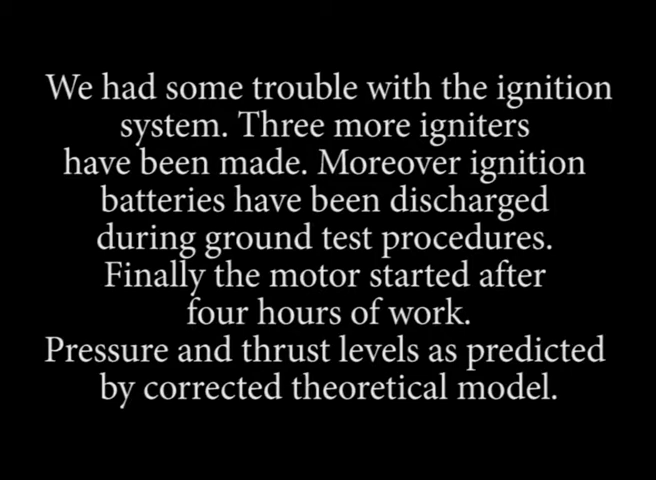 We had some trouble with the ignition
system. Three more igniters
have been made. Moreover ignition
batteries have been discharged
during ground test procedures.
Finally the motor started after
four hours of work.
Pressure and thrust levels as predicted
by corrected theoretical model.